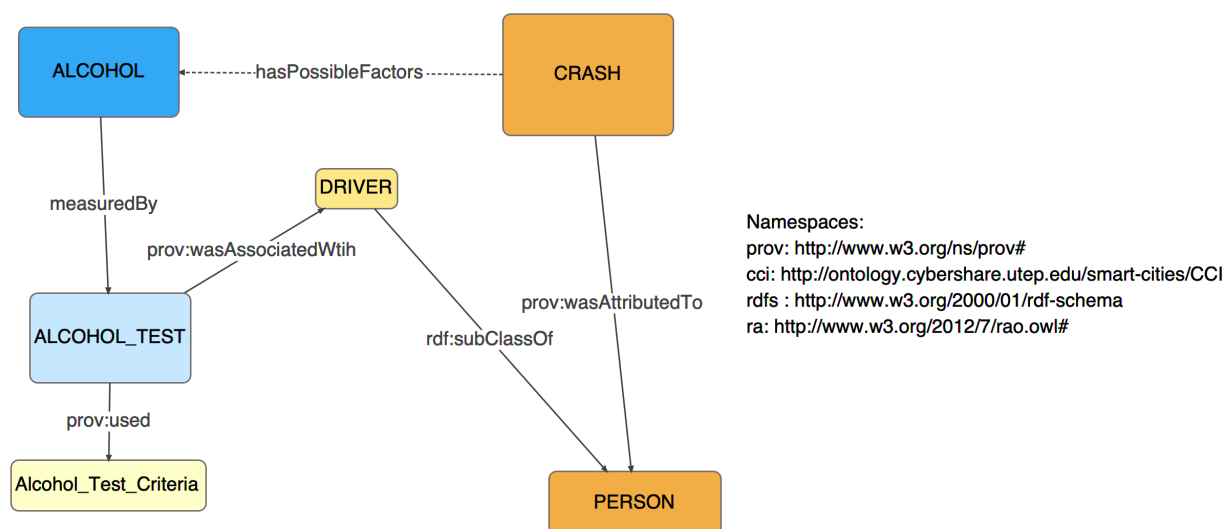 ALCOHOL
hasPossibleFactors
CRASH
DRIVER
measuredBy
prov:wasAssociatedWtih
Namespaces:
prov: http://www.w3.org/ns/prov#
cci: http://ontology.cybershare.utep.edu/smart-cities/CCI
rdfs : http://www.w3.org/2000/01/rdf-schema
ra: http://www.w3.org/2012/7/rao.owl#
prov:wasAttributedTo
ALCOHOL_TEST
rdf:subClassOf
prov:used
Alcohol_Test_Criteria
PERSON